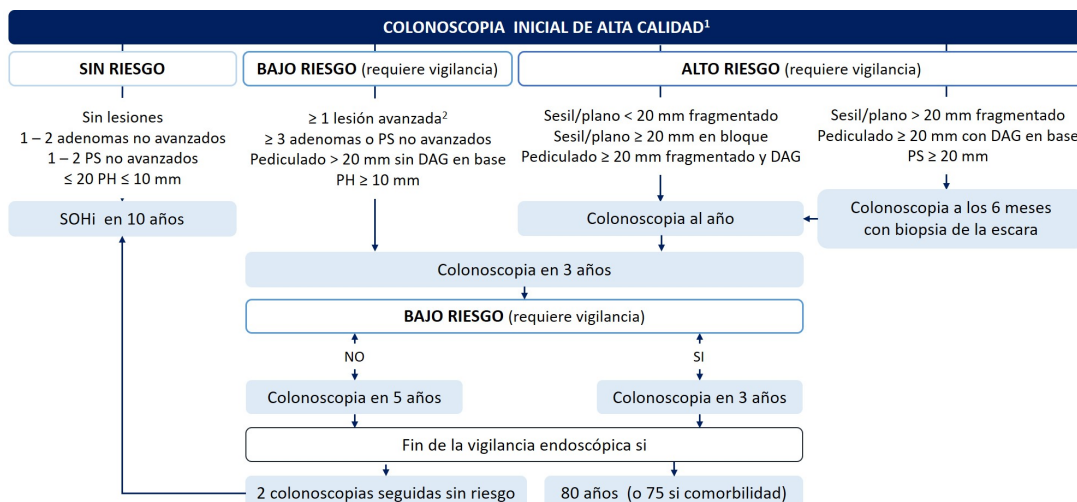 COLONOSCOPIA INICIAL DE ALTA CALIDAD¹
SIN RIESGO
BAJO RIESGO (requiere vigilancia)
ALTO RIESGO (requiere vigilancia)
Sin lesiones
1 – 2 adenomas no avanzados
1 – 2 PS no avanzados
≤ 20 PH ≤ 10 mm
≥ 1 lesión avanzada²
≥ 3 adenomas o PS no avanzados
Pediculado > 20 mm sin DAG en base
PH ≥ 10 mm
Sesil/plano < 20 mm fragmentado
Sesil/plano ≥ 20 mm en bloque
Pediculado ≥ 20 mm fragmentado y DAG
Sesil/plano > 20 mm fragmentado
Pediculado ≥ 20 mm con DAG en base
PS ≥ 20 mm
SOHi en 10 años
Colonoscopia al año
Colonoscopia a los 6 meses
con biopsia de la escara
Colonoscopia en 3 años
BAJO RIESGO (requiere vigilancia)
NO
SI
Colonoscopia en 5 años
Colonoscopia en 3 años
Fin de la vigilancia endoscópica si
2 colonoscopias seguidas sin riesgo
80 años (o 75 si comorbilidad)